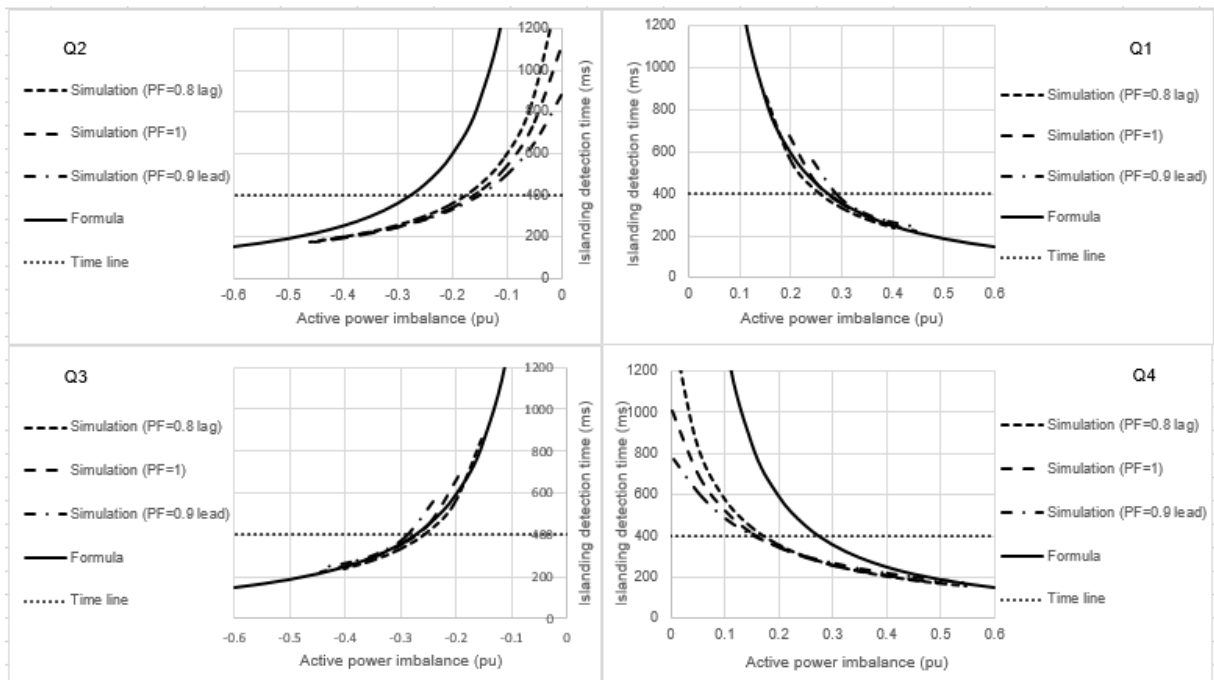 Q2
Simulation (PF=0.8 lag)
Simulation (PF=1)
Simulation (PF=0.9 lead)
Formula
Time line
1200
1000
800
600
400
200
0
Islanding detection time (ms)
-0.6 -0.5 -0.4 -0.3 -0.2 -0.1 0
Active power imbalance (pu)
Q1
Islanding detection time (ms)
1200
1000
800
600
400
200
0
0 0.1 0.2 0.3 0.4 0.5 0.6
Active power imbalance (pu)
Simulation (PF=0.8 lag)
Simulation (PF=1)
Simulation (PF=0.9 lead)
Formula
Time line
Q3
Simulation (PF=0.8 lag)
Simulation (PF=1)
Simulation (PF=0.9 lead)
Formula
Time line
1200
1000
800
600
400
200
0
Islanding detection time (ms)
-0.6 -0.5 -0.4 -0.3 -0.2 -0.1 0
Active power imbalance (pu)
Q4
Islanding detection time (ms)
1200
1000
800
600
400
200
0
0 0.1 0.2 0.3 0.4 0.5 0.6
Active power imbalance (pu)
Simulation (PF=0.8 lag)
Simulation (PF=1)
Simulation (PF=0.9 lead)
Formula
Time line